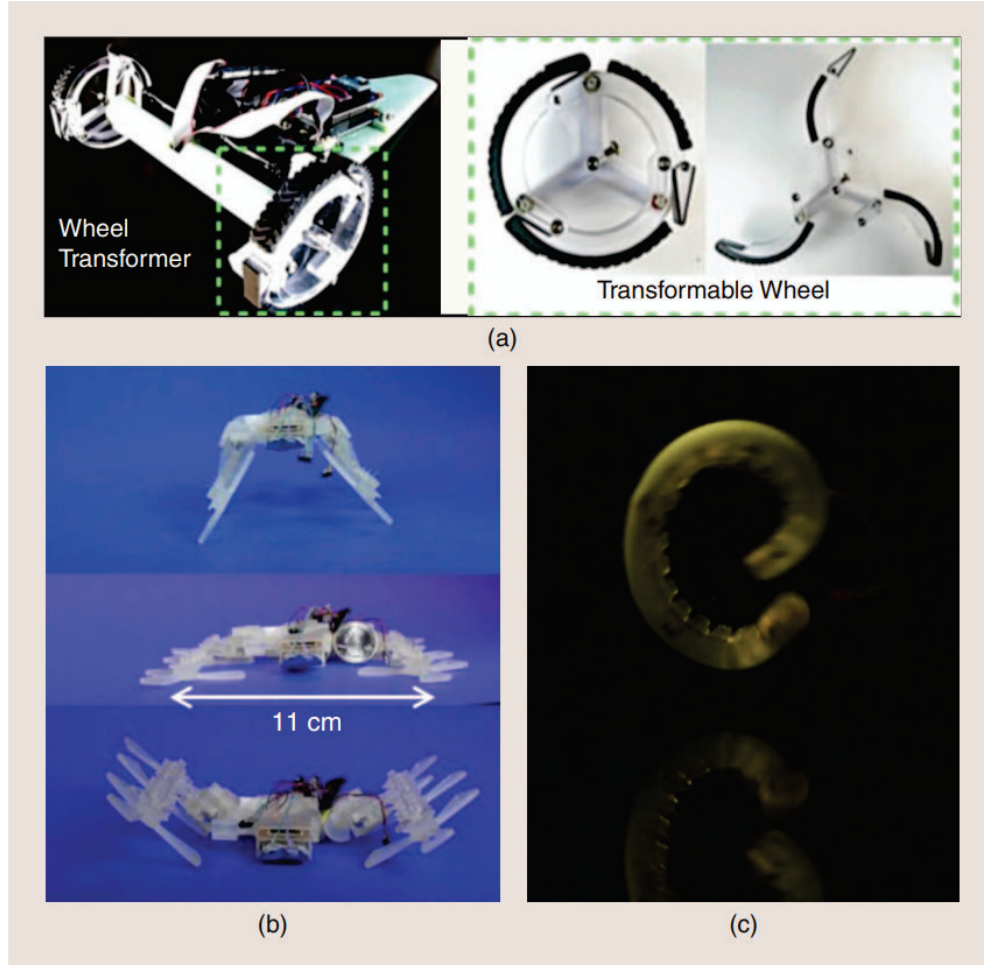 Wheel
Transformer
Transformable Wheel
(a)
11 cm
(b)
(c)